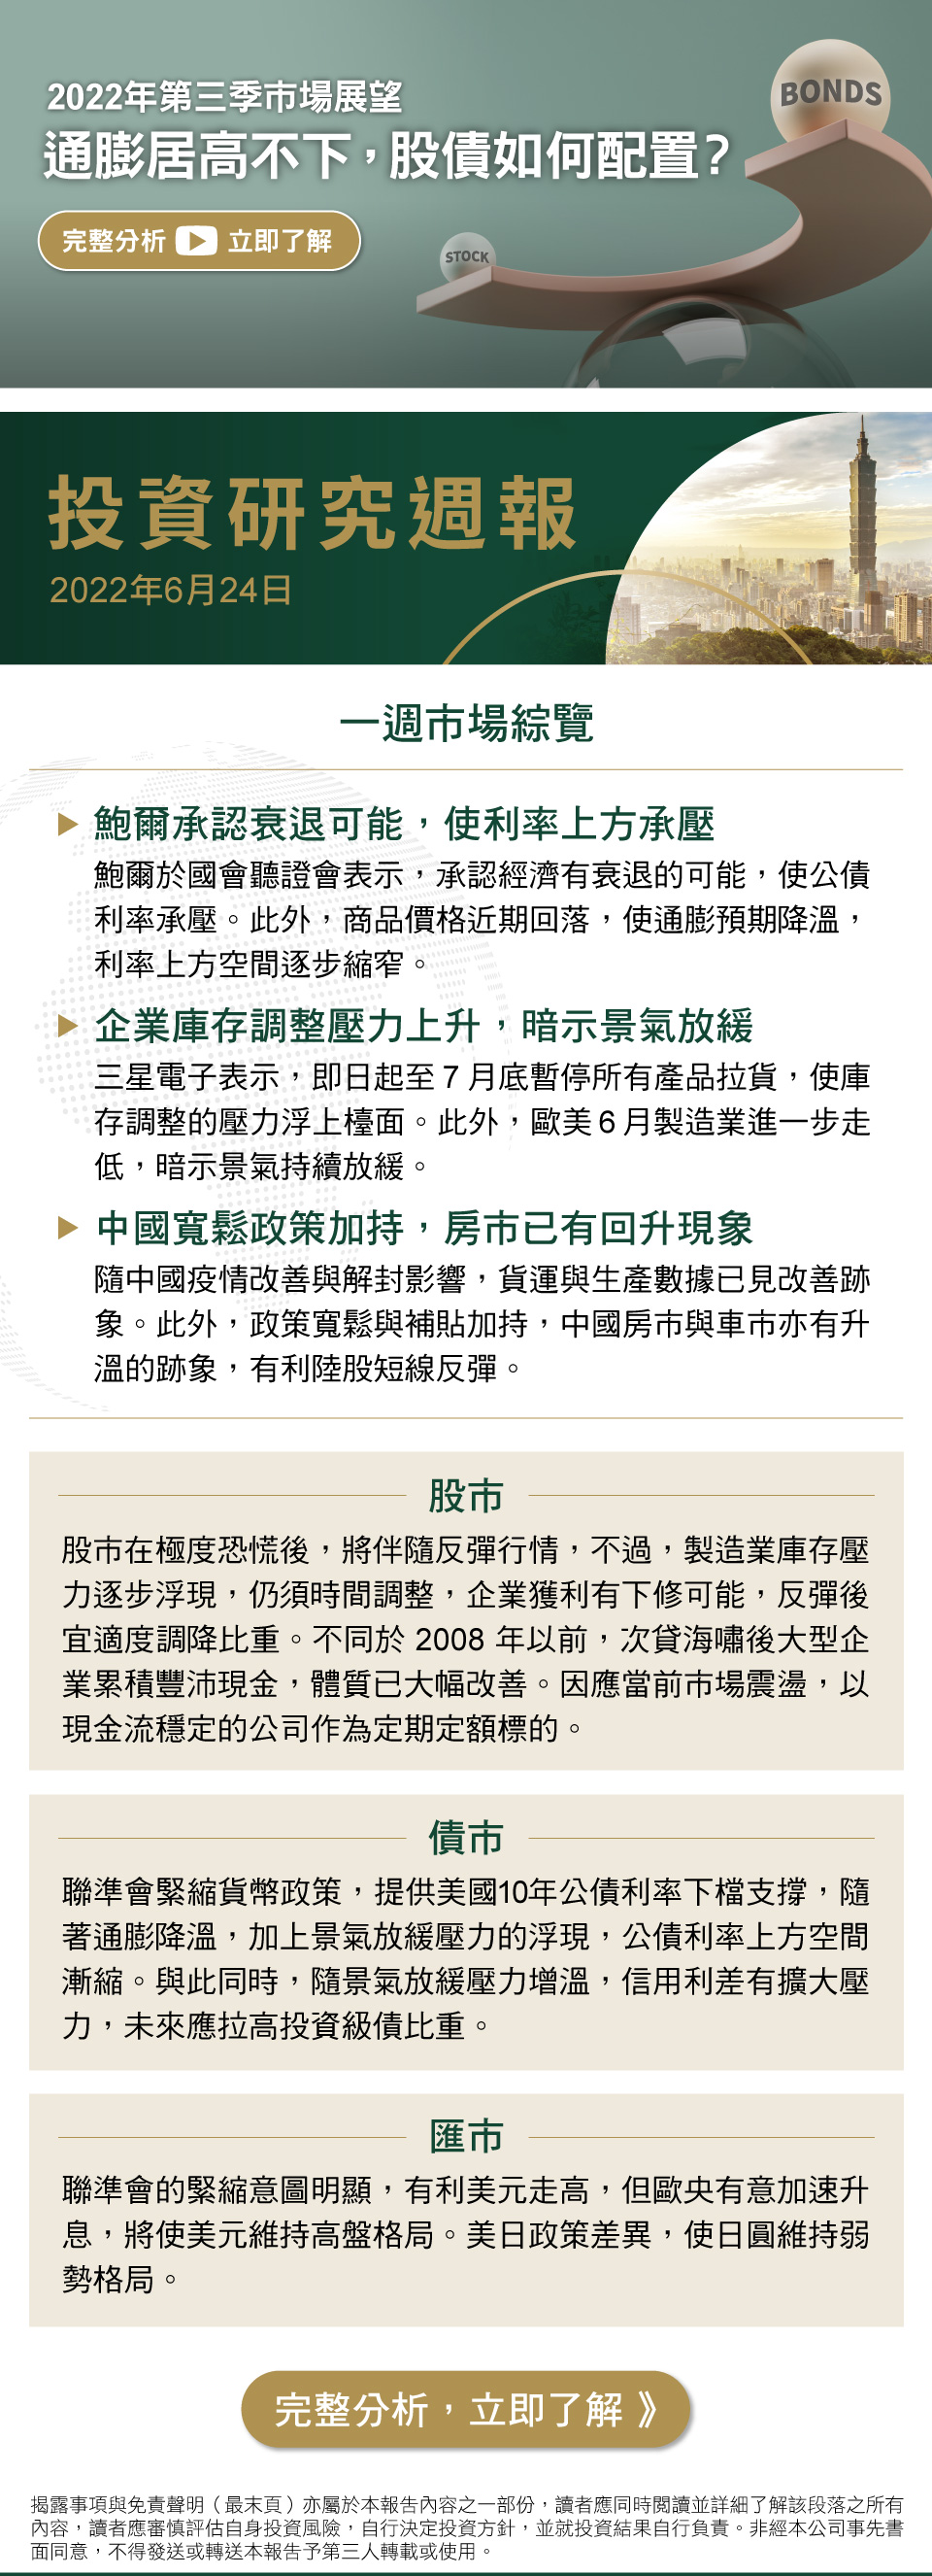 2022年第三季市場展望
通膨居高不下，股債如何配置？
完整分析 立即了解
BONDS
STOCK
投資研究週報
2022年6月24日
一週市場綜覽
鮑爾承認衰退可能，使利率上方承壓
鮑爾於國會聽證會表示，承認經濟有衰退的可能，使公債
利率承壓。此外，商品價格近期回落，使通膨預期降溫，
利率上方空間逐步縮窄。
企業庫存調整壓力上升，暗示景氣放緩
三星電子表示，即日起至 7 月底暫停所有產品拉貨，使庫
存調整的壓力浮上檯面。此外，歐美 6 月製造業進一步走
低，暗示景氣持續放緩。
中國寬鬆政策加持，房市已有回升現象
隨中國疫情改善與解封影響，貨運與生產數據已見改善跡
象。此外，政策寬鬆與補貼加持，中國房市與車市亦有升
溫的跡象，有利陸股短線反彈。
股市
股市在極度恐慌後，將伴隨反彈行情，不過，製造業庫存壓
力逐步浮現，仍須時間調整，企業獲利有下修可能，反彈後
宜適度調降比重。不同於 2008 年以前，次貸海嘯後大型企
業累積豐沛現金，體質已大幅改善。因應當前市場震盪，以
現金流穩定的公司作為定期定額標的。
債市
聯準會緊縮貨幣政策，提供美國10年公債利率下檔支撐，隨
著通膨降溫，加上景氣放緩壓力的浮現，公債利率上方空間
漸縮。與此同時，隨景氣放緩壓力增溫，信用利差有擴大壓
力，未來應拉高投資級債比重。
匯市
聯準會的緊縮意圖明顯，有利美元走高，但歐央有意加速升
息，將使美元維持高盤格局。美日政策差異，使日圓維持弱
勢格局。
完整分析，立即了解 》
揭露事項與免責聲明（最末頁）亦屬於本報告內容之一部份，讀者應同時閱讀並詳細了解該段落之所有
內容，讀者應審慎評估自身投資風險，自行決定投資方針，並就投資結果自行負責。非經本公司事先書
面同意，不得發送或轉送本報告予第三人轉載或使用。